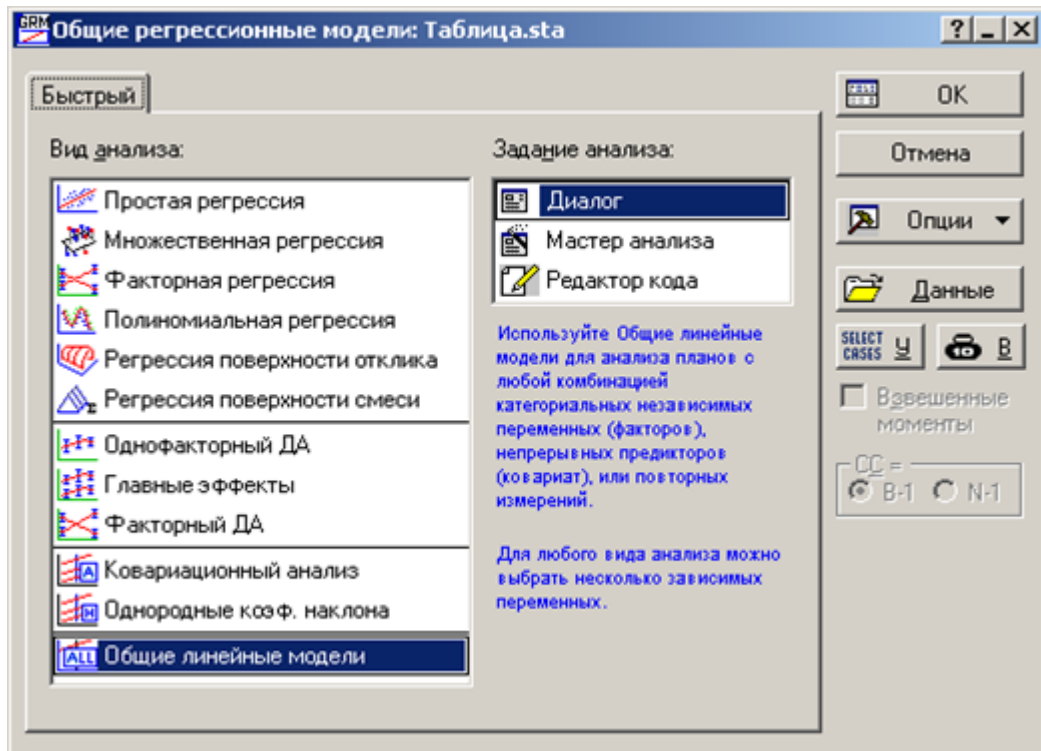 GRM Общие регрессионные модели: Таблица.sta
Быстрый
Вид анализа:
Простая регрессия
Множественная регрессия
Факторная регрессия
Полиномиальная регрессия
Регрессия поверхности отклика
Регрессия поверхности смеси
Однофакторный ДА
Главные эффекты
Факторный ДА
A Ковариационный анализ
H Однородные коэф. наклона
ALL Общие линейные модели
Задание анализа:
Диалог
Мастер анализа
Редактор кода
Используйте Общие линейные
модели для анализа планов с
любой комбинацией
категориальных независимых
переменных (факторов),
непрерывных предикторов
(ковариат), или повторных
измерений.
Для любого вида анализа можно
выбрать несколько зависимых
переменных.
OK
Отмена
Опции
Данные
SELECT CASES У
В
Взвешенные
моменты
СС =
В-1 N-1